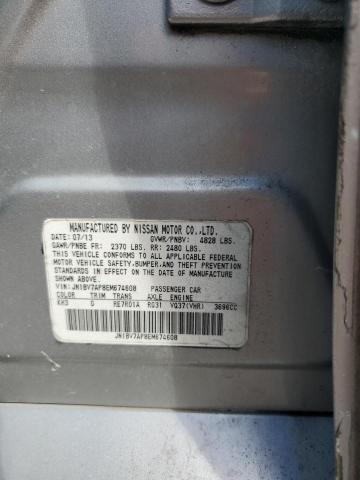 MANUFACTURED BY NISSAN MOTOR CO.,LTD.
DATE: 07/13 GVWR/PNBV: 4828 LBS.
GAWR/PNBE FR: 2370 LBS. RR: 2480 LBS.
THIS VEHICLE CONFORMS TO ALL APPLICABLE FEDERAL
MOTOR VEHICLE SAFETY,BUMPER,AND THEFT PREVENTION
STANDARDS IN EFFECT ON THE DATE OF MANUFACTURE
SHOWN ABOVE.
VIN: JN1BV7AP8EM674608 PASSENGER CAR
COLOR TRIM TRANS AXLE ENGINE
KH3 G RE7R01A RC31 VQ37(VHR) 3696CC
JN1BV7AP8EM674608